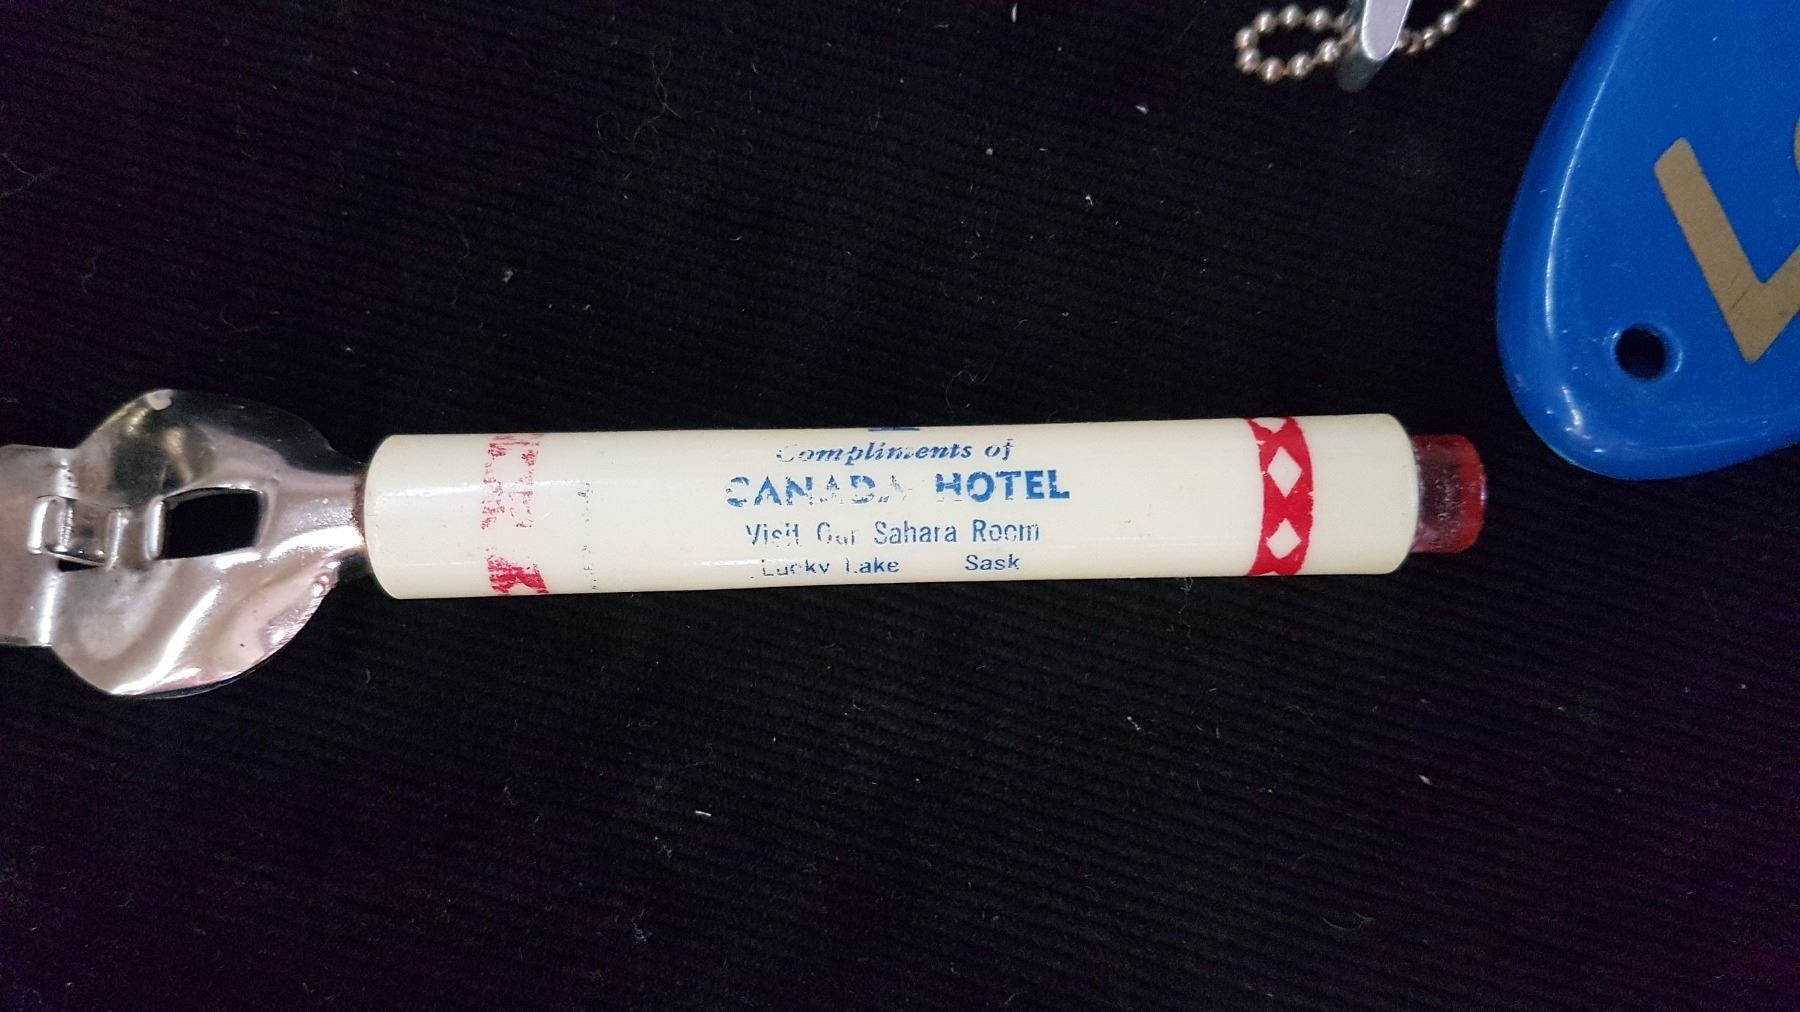 Compliments of
CANADA HOTEL
Visit Our Sahara Room
Lucky Lake Sask
L